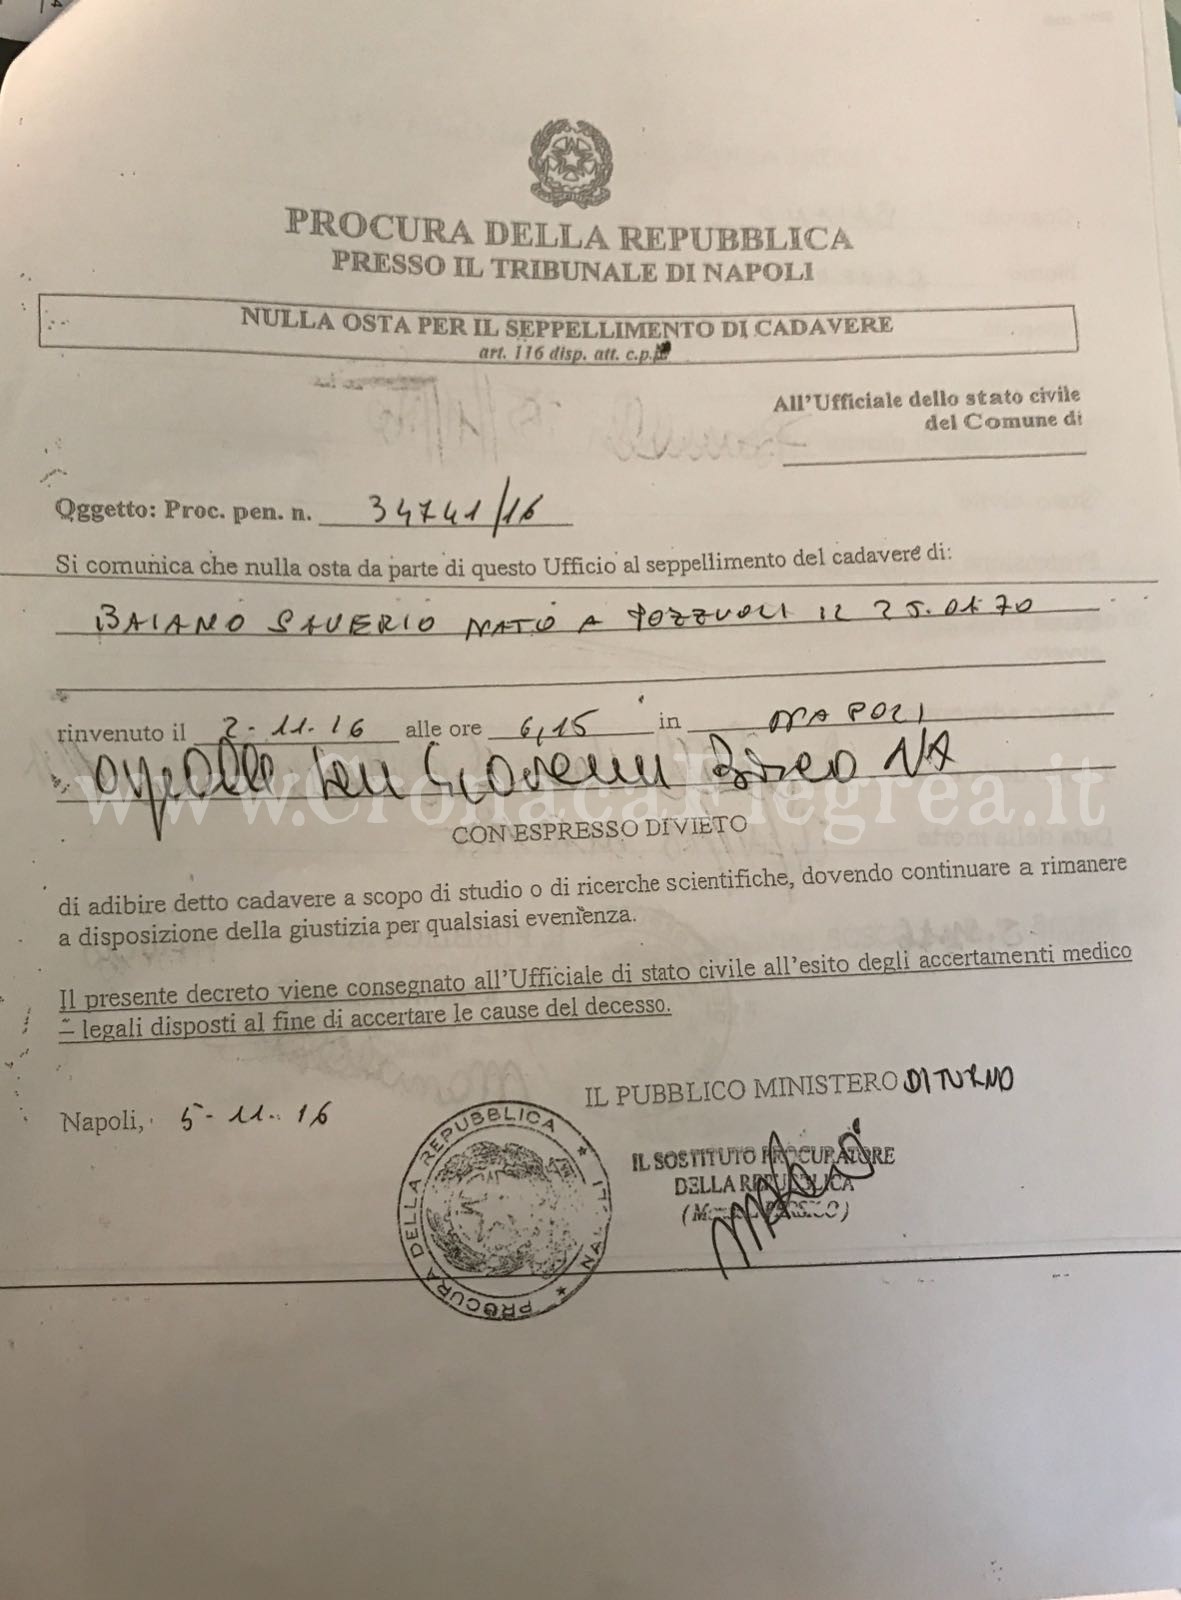 PROCURA DELLA REPUBBLICA
PRESSO IL TRIBUNALE DI NAPOLI
NULLA OSTA PER IL SEPPELLIMENTO DI CADAVERE
art. 116 disp. att. c.p.p
All'Ufficiale dello stato civile
del Comune di
Oggetto: Proc. pen. n. 34741/16
Si comunica che nulla osta da parte di questo Ufficio al seppellimento del cadavere di:
BAIANO SAVERIO NATO A POZZUOLI IL 25.01.70
rinvenuto il 2-11-16 alle ore 6,15 in NAPOLI
Ospedale San Giovanni Bosco NA
www.CronacaFlegrea.it
CON ESPRESSO DIVIETO
di adibire detto cadavere a scopo di studio o di ricerche scientifiche, dovendo continuare a rimanere
a disposizione della giustizia per qualsiasi evenienza.
Il presente decreto viene consegnato all'Ufficiale di stato civile all'esito degli accertamenti medico
– legali disposti al fine di accertare le cause del decesso.
IL PUBBLICO MINISTERO DI TURNO
Napoli, 5-11-16
IL SOSTITUTO PROCURATORE
DELLA REPUBBLICA
PROCURA DELLA REPUBBLICA